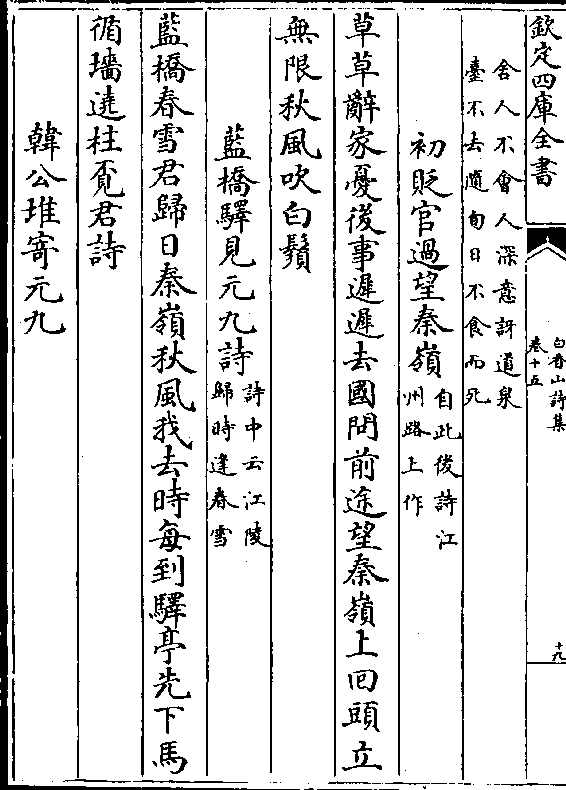 欽定四庫全書
白香山詩集
卷十五
十九
舍人不會人深意訝道泉
臺不去隨旬日不食而死
初貶官過望秦嶺
自此後詩江
州路上作
草草辭家憂後事遲遲去國問前途望秦嶺上回頭立
無限秋風吹白鬚
藍橋驛見元九詩
詩中云江陵
歸時逢春雪
藍橋春雪君歸日秦嶺秋風我去時每到驛亭先下馬
循墻遶柱覔君詩
韓公堆寄元九